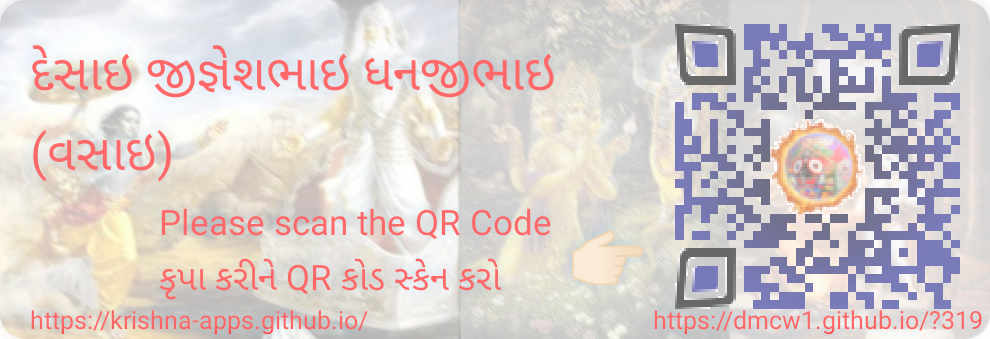 દેસાઇ જીજ્ઞેશભાઇ ધનજીભાઇ
(વસાઇ)
Please scan the QR Code
કૃપા કરીને QR કોડ સ્કેન કરો
https://krishna-apps.github.io/
https://dmcw1.github.io/?319